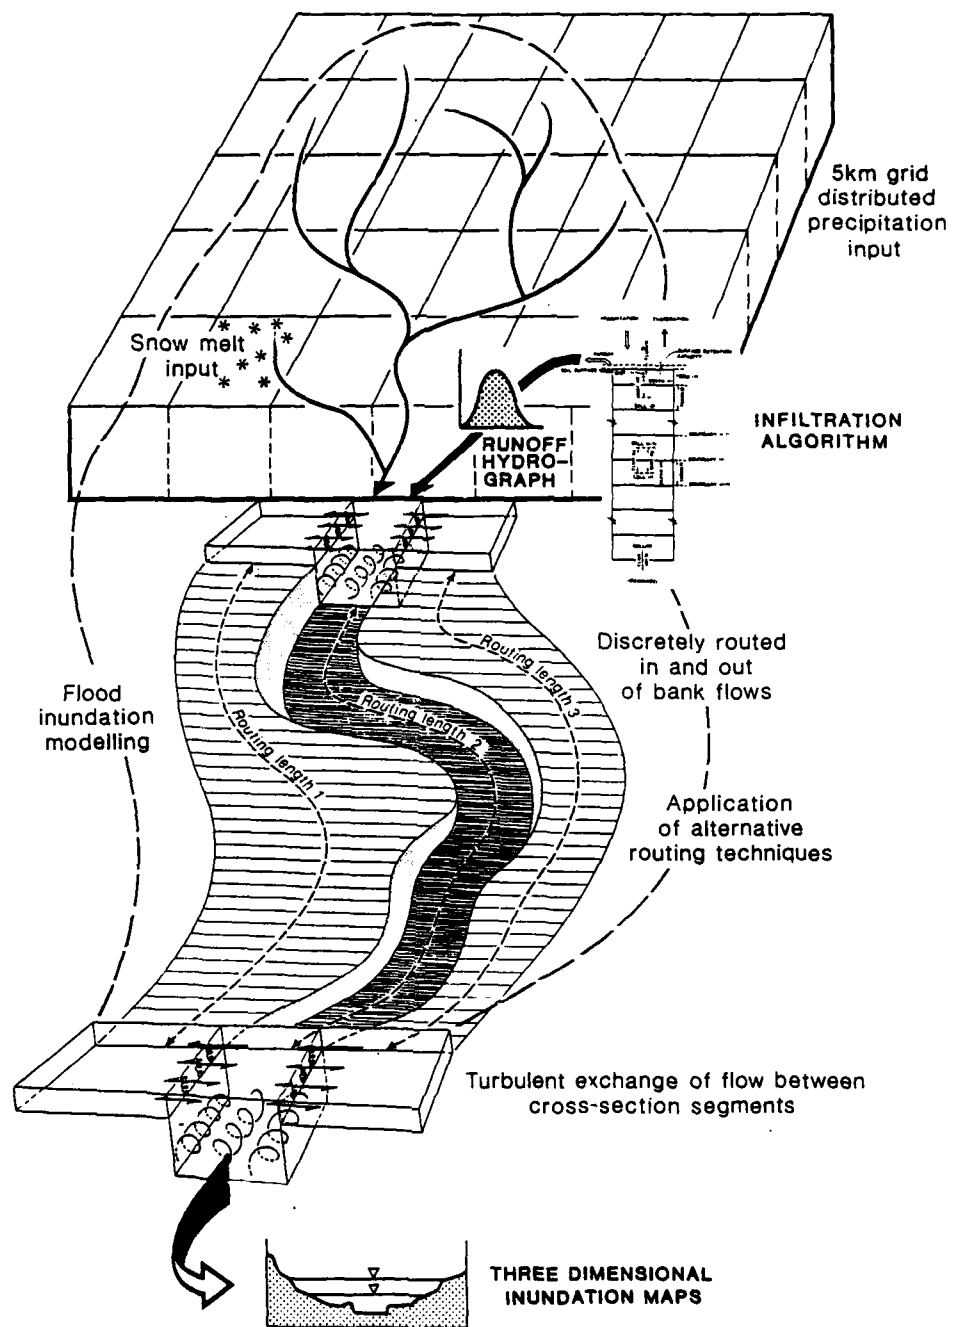 5km grid
distributed
precipitation
input
Snow melt
input
RUNOFF
HYDRO-
GRAPH
INFILTRATION
ALGORITHM
Flood
inundation
modelling
Routing length 1
Routing length 2
Routing length 3
Discretely routed
in and out
of bank flows
Application
of alternative
routing techniques
Turbulent exchange of flow between
cross-section segments
THREE DIMENSIONAL
INUNDATION MAPS